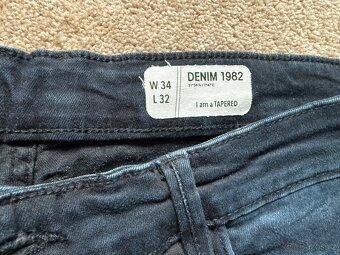 W 34
L 32
DENIM 1982
I am a TAPERED